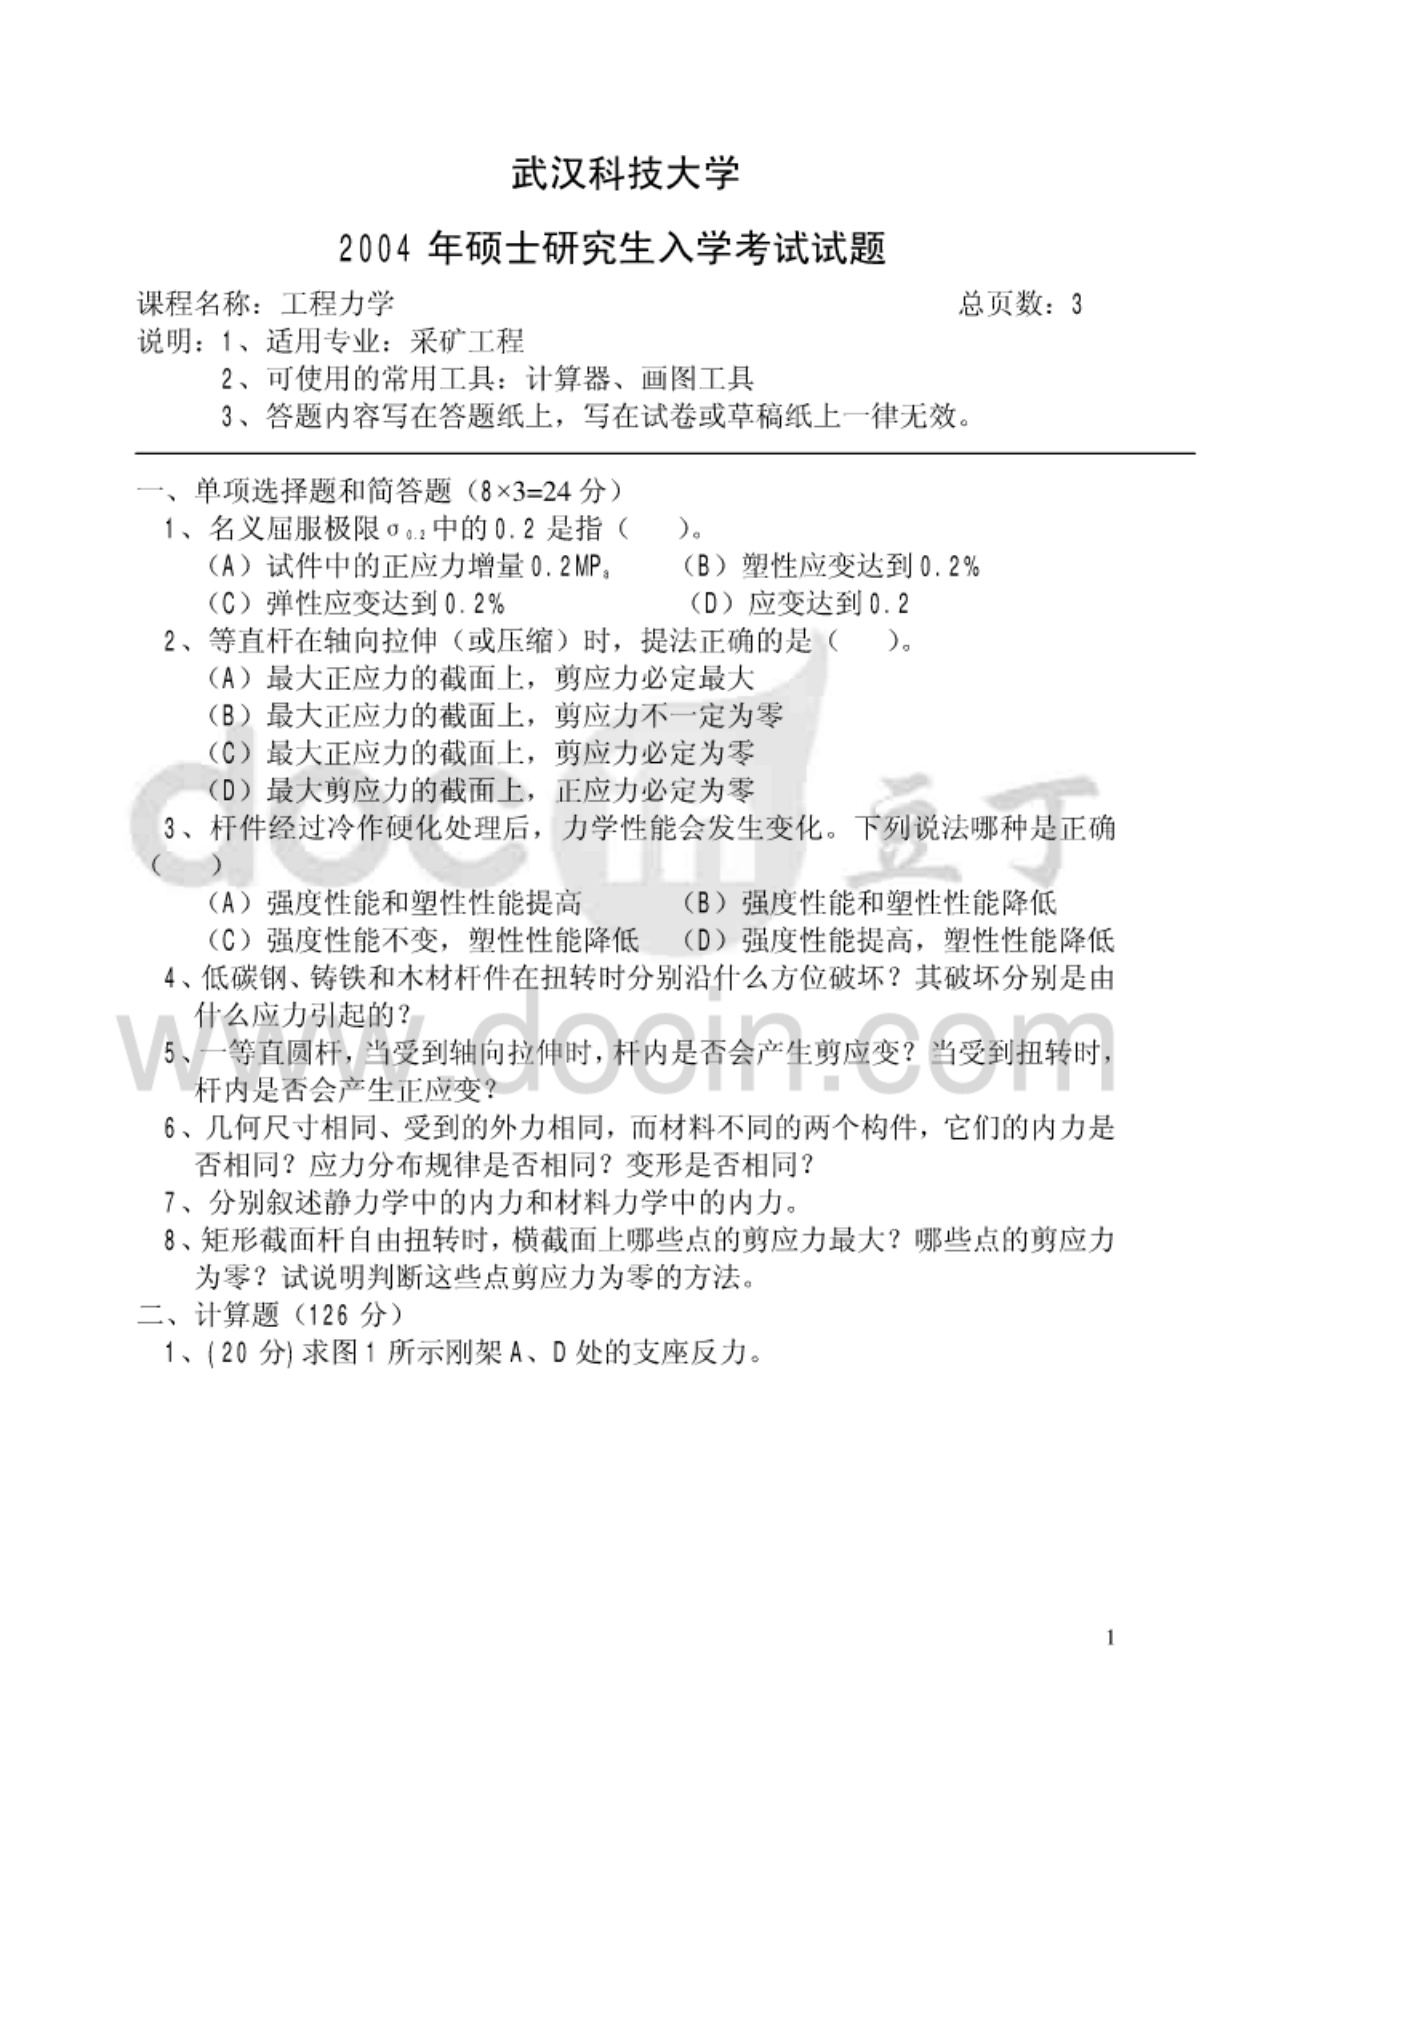 武汉科技大学
2004 年硕士研究生入学考试试题
课程名称：工程力学 总页数：3
说明：1、适用专业：采矿工程
2、可使用的常用工具：计算器、画图工具
3、答题内容写在答题纸上，写在试卷或草稿纸上一律无效。
一、单项选择题和简答题（8×3=24 分）
1、名义屈服极限σ0.2中的0.2 是指（ ）。
（A）试件中的正应力增量0.2MPa （B）塑性应变达到0.2%
（C）弹性应变达到0.2% （D）应变达到0.2
2、等直杆在轴向拉伸（或压缩）时，提法正确的是（ ）。
（A）最大正应力的截面上，剪应力必定最大
（B）最大正应力的截面上，剪应力不一定为零
（C）最大正应力的截面上，剪应力必定为零
（D）最大剪应力的截面上，正应力必定为零
3、杆件经过冷作硬化处理后，力学性能会发生变化。下列说法哪种是正确
（ ）
（A）强度性能和塑性性能提高 （B）强度性能和塑性性能降低
（C）强度性能不变，塑性性能降低 （D）强度性能提高，塑性性能降低
4、低碳钢、铸铁和木材杆件在扭转时分别沿什么方位破坏？其破坏分别是由
什么应力引起的？
5、一等直圆杆，当受到轴向拉伸时，杆内是否会产生剪应变？当受到扭转时，
杆内是否会产生正应变？
6、几何尺寸相同、受到的外力相同，而材料不同的两个构件，它们的内力是
否相同？应力分布规律是否相同？变形是否相同？
7、分别叙述静力学中的内力和材料力学中的内力。
8、矩形截面杆自由扭转时，横截面上哪些点的剪应力最大？哪些点的剪应力
为零？试说明判断这些点剪应力为零的方法。
二、计算题（126 分）
1、(20 分)求图1 所示刚架A、D处的支座反力。
1
docin 豆丁
www.docin.com